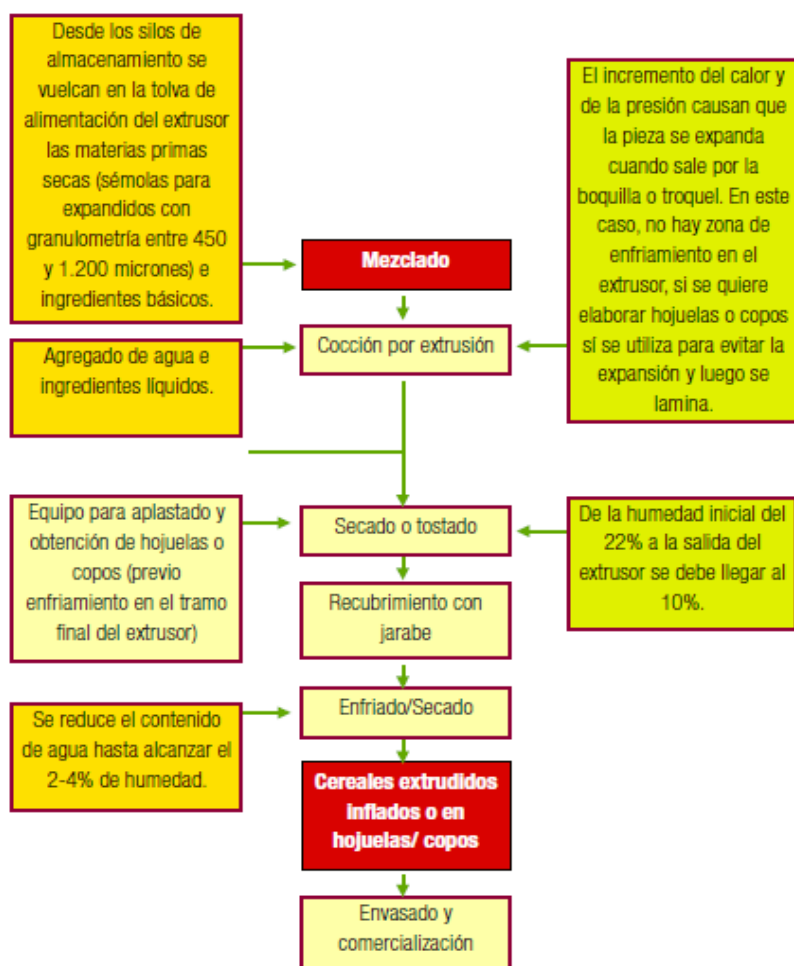 Desde los silos de
almacenamiento se
vuelcan en la tolva de
alimentación del extrusor
las materias primas
secas (sémolas para
expandidos con
granulometría entre 450
y 1.200 micrones) e
ingredientes básicos.
El incremento del calor y
de la presión causan que
la pieza se expanda
cuando sale por la
boquilla o troquel. En este
caso, no hay zona de
enfriamiento en el
extrusor, si se quiere
elaborar hojuelas o copos
sí se utiliza para evitar la
expansión y luego se
lamina.
Mezclado
Agregado de agua e
ingredientes líquidos.
Cocción por extrusión
Equipo para aplastado y
obtención de hojuelas o
copos (previo
enfriamiento en el tramo
final del extrusor)
Secado o tostado
De la humedad inicial del
22% a la salida del
extrusor se debe llegar al
10%.
Recubrimiento con
jarabe
Se reduce el contenido
de agua hasta alcanzar el
2-4% de humedad.
Enfriado/Secado
Cereales extrudidos
inflados o en
hojuelas/ copos
Envasado y
comercialización